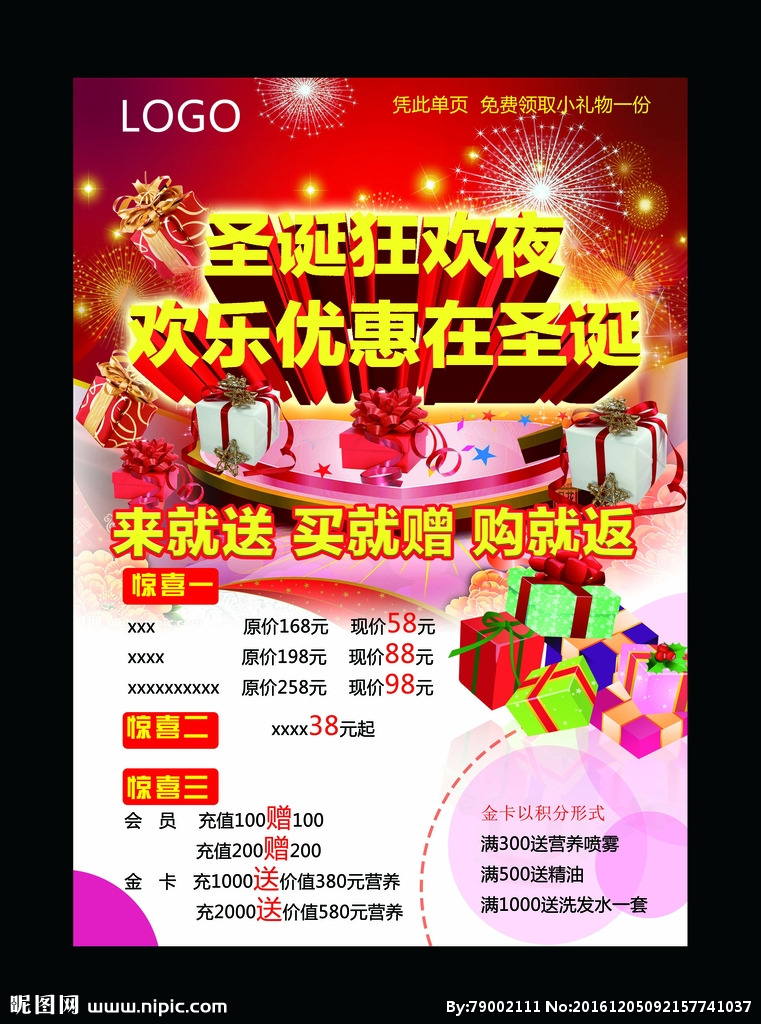 LOGO
凭此单页 免费领取小礼物一份
圣诞狂欢夜
欢乐优惠在圣诞
来就送 买就赠 购就返
惊喜一
xxx 原价168元 现价58元
xxxx 原价198元 现价88元
xxxxxxxxxx 原价258元 现价98元
惊喜二 xxxx38元起
惊喜三
会 员 充值100赠100
充值200赠200
金 卡 充1000送价值380元营养
充2000送价值580元营养
金卡以积分形式
满300送营养喷雾
满500送精油
满1000送洗发水一套
昵图网 www.nipic.com
By:79002111 No:20161205092157741037